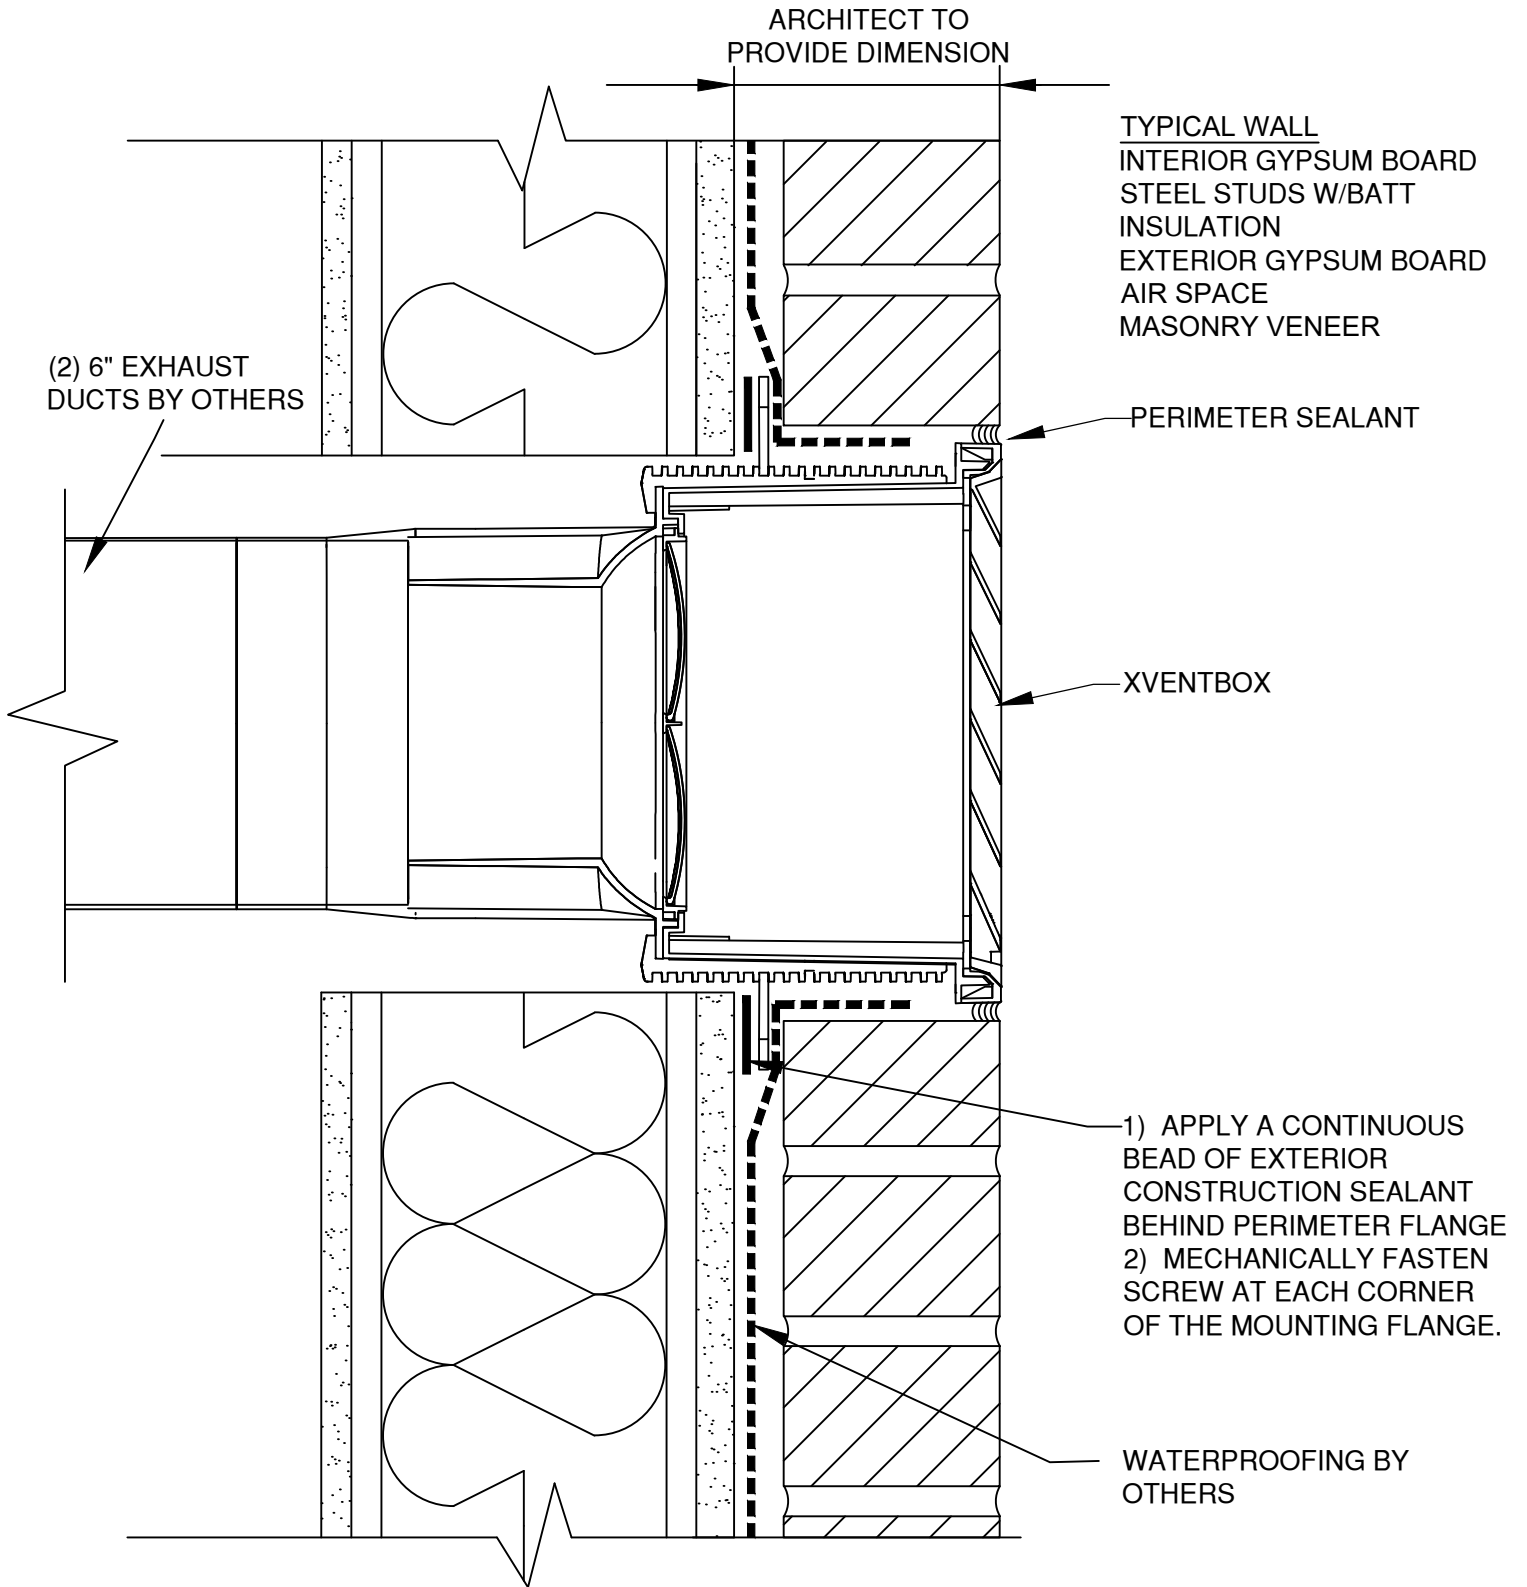 ARCHITECT TO
PROVIDE DIMENSION
TYPICAL WALL
INTERIOR GYPSUM BOARD
STEEL STUDS W/BATT
INSULATION
EXTERIOR GYPSUM BOARD
AIR SPACE
MASONRY VENEER
(2) 6" EXHAUST
DUCTS BY OTHERS
PERIMETER SEALANT
XVENTBOX
1) APPLY A CONTINUOUS
BEAD OF EXTERIOR
CONSTRUCTION SEALANT
BEHIND PERIMETER FLANGE
2) MECHANICALLY FASTEN
SCREW AT EACH CORNER
OF THE MOUNTING FLANGE.
WATERPROOFING BY
OTHERS